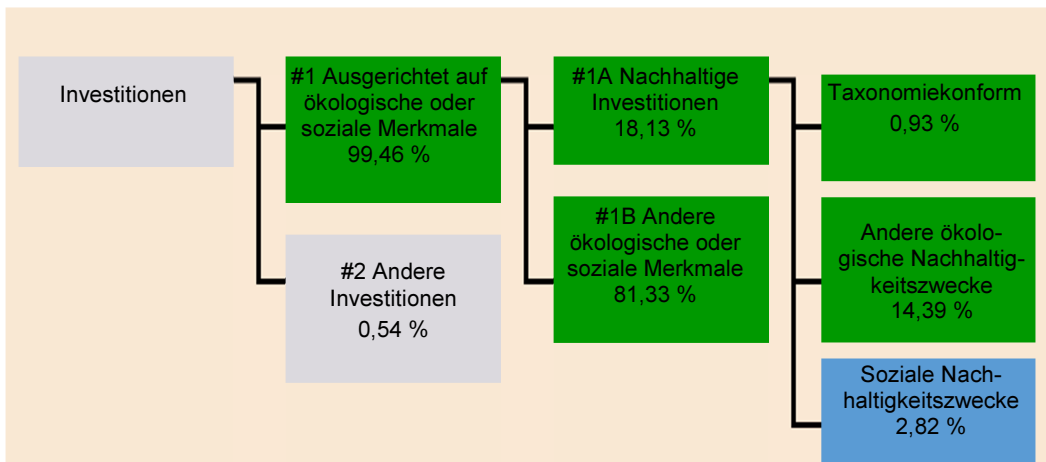 Investitionen
#1 Ausgerichtet auf
ökologische oder
soziale Merkmale
99,46 %
#2 Andere
Investitionen
0,54 %
#1A Nachhaltige
Investitionen
18,13 %
#1B Andere
ökologische oder
soziale Merkmale
81,33 %
Taxonomiekonform
0,93 %
Andere ökolo-
gische Nachhaltig-
keitszwecke
14,39 %
Soziale Nach-
haltigkeitszwecke
2,82 %